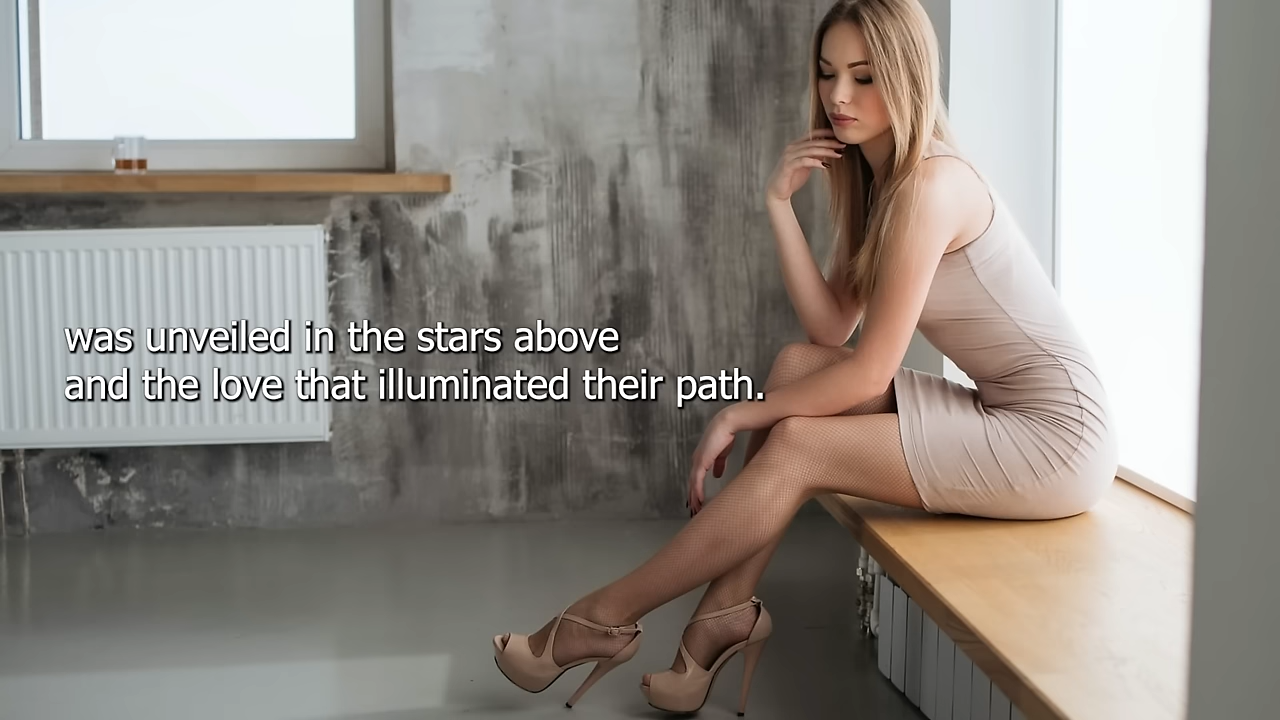 was unveiled in the stars above
and the love that illuminated their path.